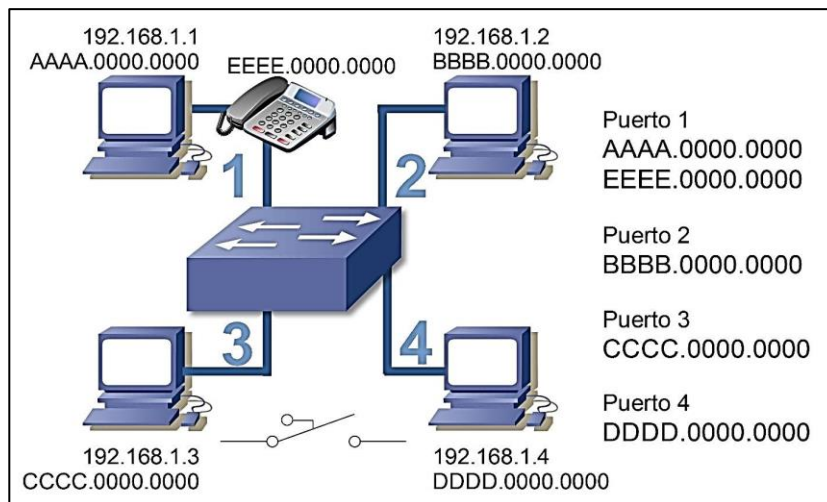 192.168.1.1
AAAA.0000.0000
EEEE.0000.0000
192.168.1.2
BBBB.0000.0000
1
2
3
4
192.168.1.3
CCCC.0000.0000
192.168.1.4
DDDD.0000.0000
Puerto 1
AAAA.0000.0000
EEEE.0000.0000
Puerto 2
BBBB.0000.0000
Puerto 3
CCCC.0000.0000
Puerto 4
DDDD.0000.0000